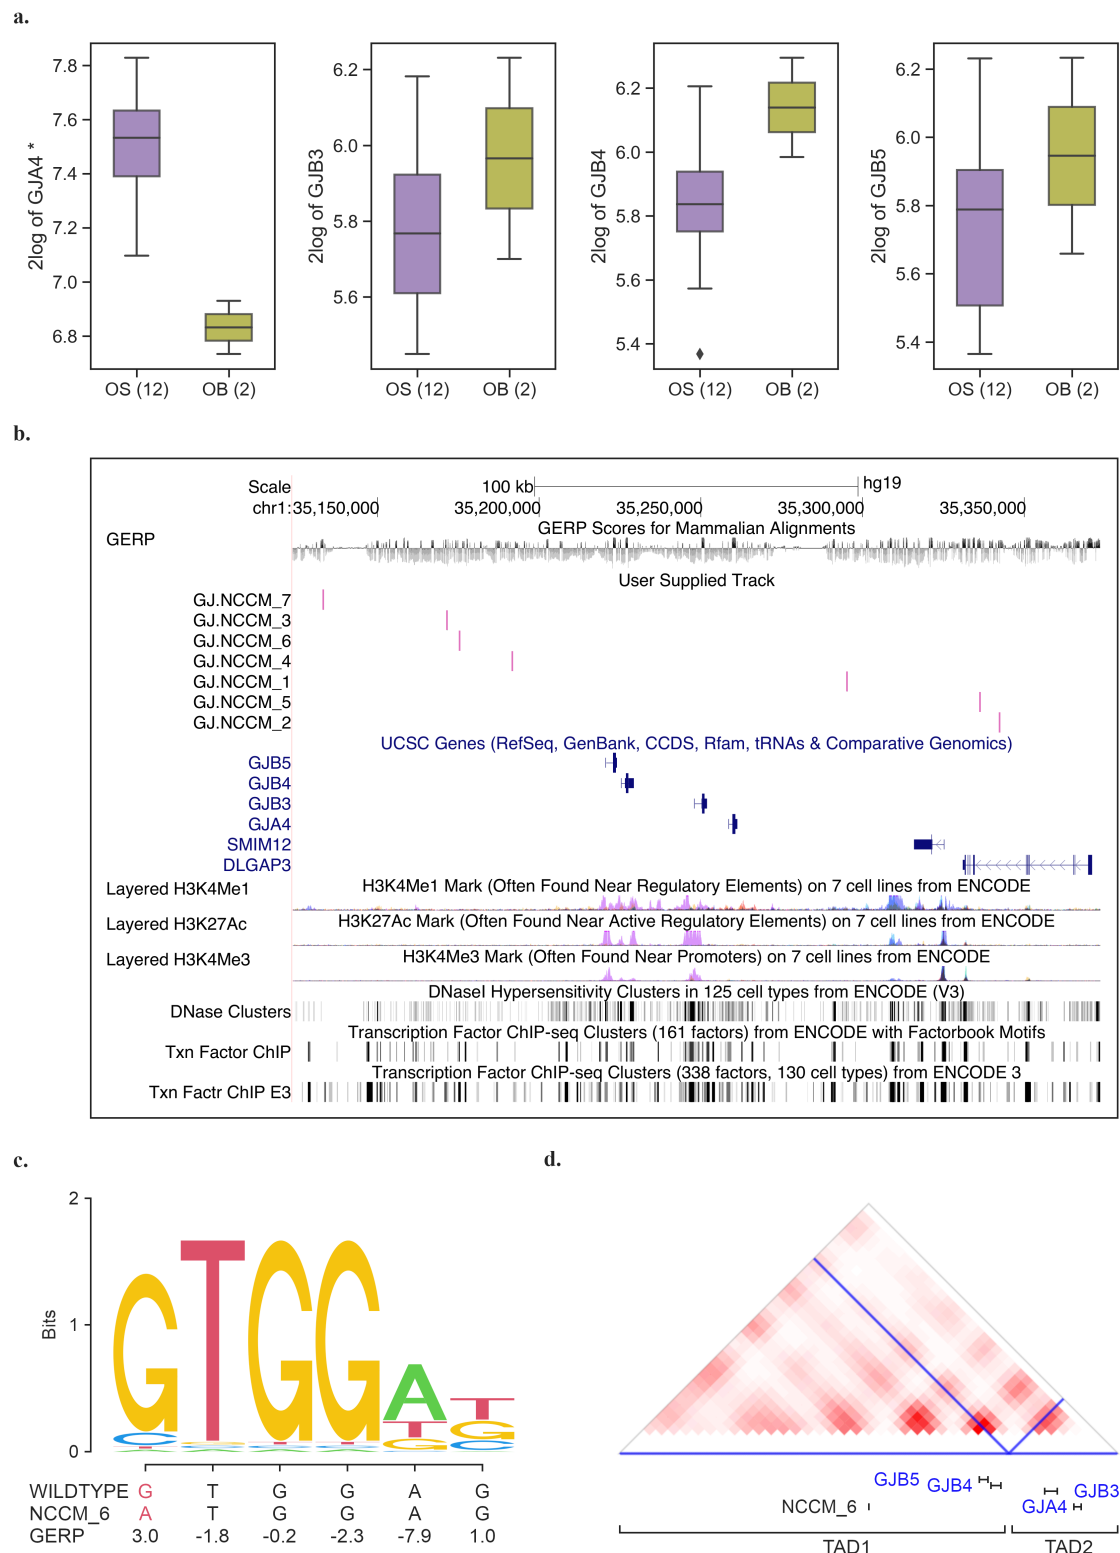 a.
2log of GJA4 *
7.8
7.6
7.4
7.2
7.0
6.8
OS (12) OB (2)
2log of GJB3
6.2
6.0
5.8
5.6
OS (12) OB (2)
2log of GJB4
6.2
6.0
5.8
5.6
5.4
OS (12) OB (2)
2log of GJB5
6.2
6.0
5.8
5.6
5.4
OS (12) OB (2)
b.
Scale 100 kb hg19
chr1: 35,150,000 35,200,000 35,250,000 35,300,000 35,350,000
GERP Scores for Mammalian Alignments
GERP
User Supplied Track
GJ.NCCM_7
GJ.NCCM_3
GJ.NCCM_6
GJ.NCCM_4
GJ.NCCM_1
GJ.NCCM_5
GJ.NCCM_2
UCSC Genes (RefSeq, GenBank, CCDS, Rfam, tRNAs & Comparative Genomics)
GJB5
GJB4
GJB3
GJA4
SMIM12
DLGAP3
H3K4Me1 Mark (Often Found Near Regulatory Elements) on 7 cell lines from ENCODE
Layered H3K4Me1
H3K27Ac Mark (Often Found Near Active Regulatory Elements) on 7 cell lines from ENCODE
Layered H3K27Ac
H3K4Me3 Mark (Often Found Near Promoters) on 7 cell lines from ENCODE
Layered H3K4Me3
DNaseI Hypersensitivity Clusters in 125 cell types from ENCODE (V3)
DNase Clusters
Transcription Factor ChIP-seq Clusters (161 factors) from ENCODE with Factorbook Motifs
Txn Factor ChIP
Transcription Factor ChIP-seq Clusters (338 factors, 130 cell types) from ENCODE 3
Txn Factr ChIP E3
c.
Bits
2
1
0
G T G G A T
C T G
G C
WILDTYPE G T G G A G
NCCM_6 A T G G A G
GERP 3.0 -1.8 -0.2 -2.3 -7.9 1.0
d.
GJB5 GJB4
GJB3
NCCM_6 GJA4
TAD1 TAD2